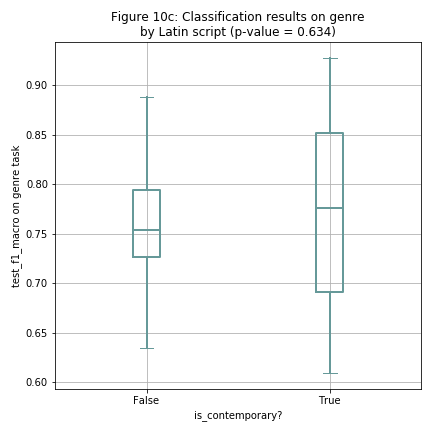 Figure 10c: Classification results on genre
by Latin script (p-value = 0.634)
test_f1_macro on genre task
0.90
0.85
0.80
0.75
0.70
0.65
0.60
False
True
is_contemporary?